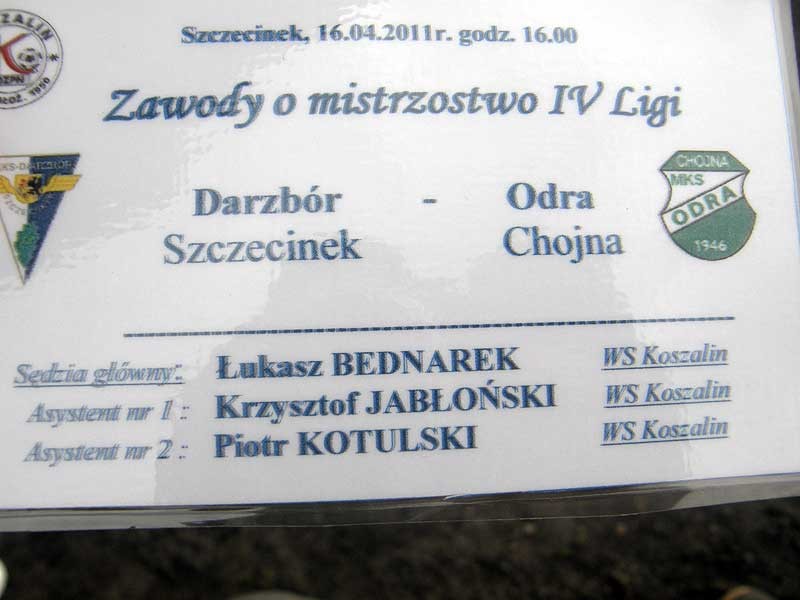 Szczecinek, 16.04.2011r. godz. 16.00
Zawody o mistrzostwo IV Ligi
Darzbór - Odra
Szczecinek Chojna
CHOJNA
MKS
ODRA
1946
Sędzia główny: Łukasz BEDNAREK WS Koszalin
Asystent nr 1 : Krzysztof JABŁOŃSKI WS Koszalin
Asystent nr 2 : Piotr KOTULSKI WS Koszalin